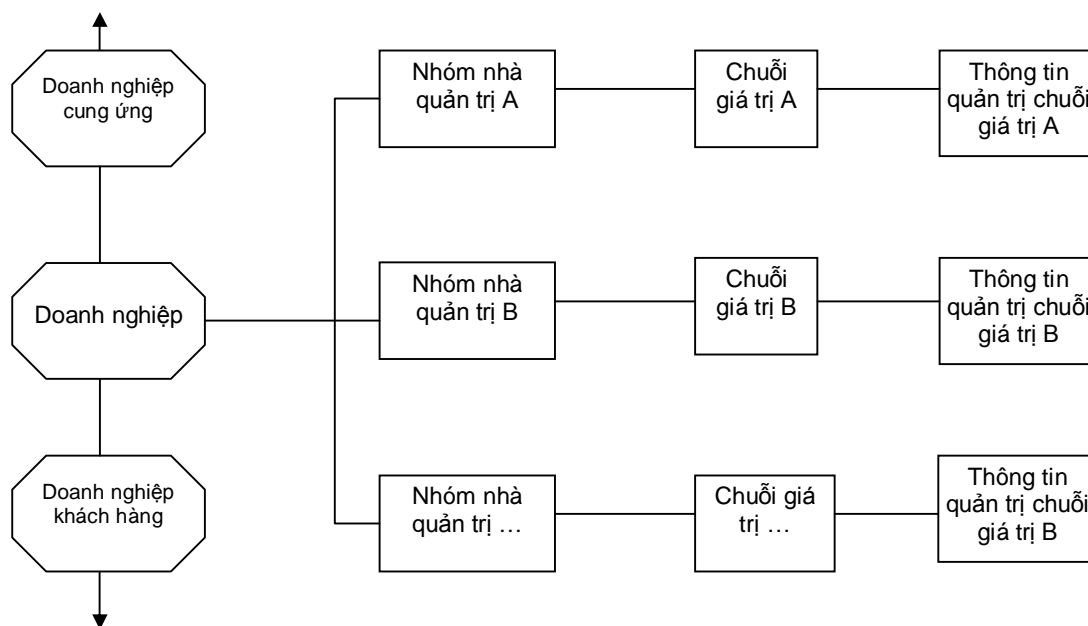 Doanh nghiệp
cung ứng
Nhóm nhà
quản trị A
Chuỗi
giá trị A
Thông tin
quản trị chuỗi
giá trị A
Doanh nghiệp
Nhóm nhà
quản trị B
Chuỗi
giá trị B
Thông tin
quản trị chuỗi
giá trị B
Doanh nghiệp
khách hàng
Nhóm nhà
quản trị …
Chuỗi giá
trị …
Thông tin
quản trị chuỗi
giá trị B